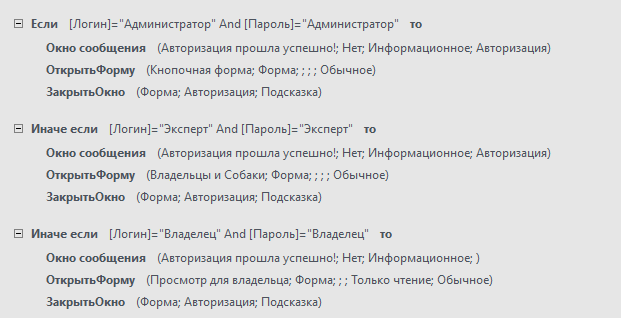 Если [Логин]="Администратор" And [Пароль]="Администратор" то
Окно сообщения (Авторизация прошла успешно!; Нет; Информационное; Авторизация)
ОткрытьФорму (Кнопочная форма; Форма; ; ; ; Обычное)
ЗакрытьОкно (Форма; Авторизация; Подсказка)
Иначе если [Логин]="Эксперт" And [Пароль]="Эксперт" то
Окно сообщения (Авторизация прошла успешно!; Нет; Информационное; Авторизация)
ОткрытьФорму (Владельцы и Собаки; Форма; ; ; ; Обычное)
ЗакрытьОкно (Форма; Авторизация; Подсказка)
Иначе если [Логин]="Владелец" And [Пароль]="Владелец" то
Окно сообщения (Авторизация прошла успешно!; Нет; Информационное; )
ОткрытьФорму (Просмотр для владельца; Форма; ; ; Только чтение; Обычное)
ЗакрытьОкно (Форма; Авторизация; Подсказка)